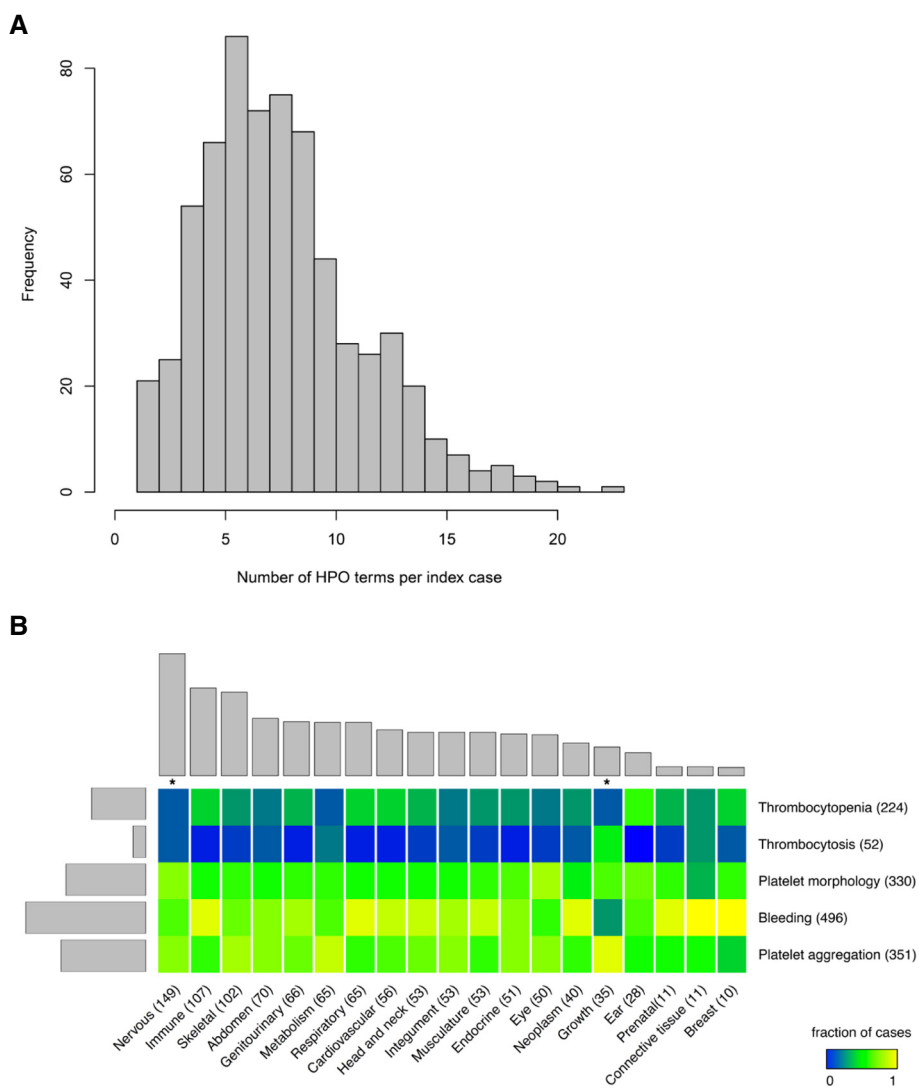 A
80
60
40
20
0
Frequency
0 5 10 15 20
Number of HPO terms per index case
B
* *
Thrombocytopenia (224)
Thrombocytosis (52)
Platelet morphology (330)
Bleeding (496)
Platelet aggregation (351)
Nervous (149)
Immune (107)
Skeletal (102)
Abdomen (70)
Genitourinary (66)
Metabolism (65)
Respiratory (65)
Cardiovascular (56)
Head and neck (53)
Integument (53)
Musculature (53)
Endocrine (51)
Eye (50)
Neoplasm (40)
Growth (35)
Ear (28)
Prenatal(11)
Connective tissue (11)
Breast (10)
fraction of cases
0 1